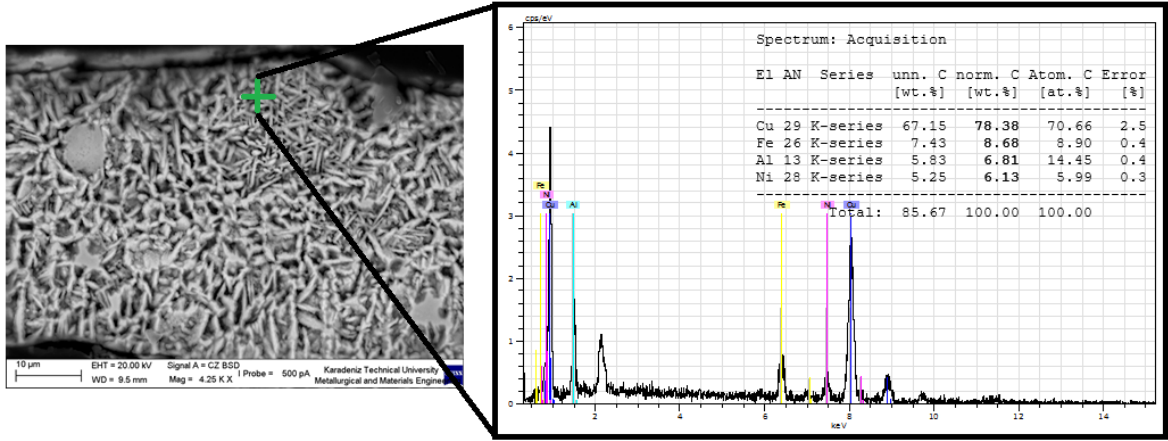 10 µm
EHT = 20.00 kV Signal A = CZ BSD
WD = 9.5 mm Mag = 4.25 K X I Probe = 500 pA
Karadeniz Technical University
Metallurgical and Materials Engine
cps/eV
6
5
4
3
2
1
0
Spectrum: Acquisition
El AN Series unn. C norm. C Atom. C Error
[wt.%] [wt.%] [at.%] [%]
Cu 29 K-series 67.15 78.38 70.66 2.5
Fe 26 K-series 7.43 8.68 8.90 0.4
Al 13 K-series 5.83 6.81 14.45 0.4
Ni 28 K-series 5.25 6.13 5.99 0.3
Total: 85.67 100.00 100.00
Fe
Ni
Cu Al
Fe Ni Cu
2 4 6 8 10 12 14
keV